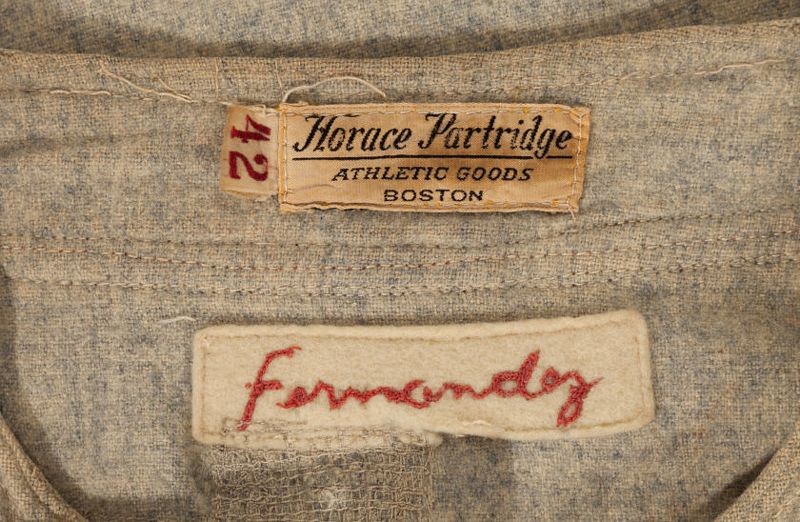 42
Horace Partridge
ATHLETIC GOODS
BOSTON
Fernandez